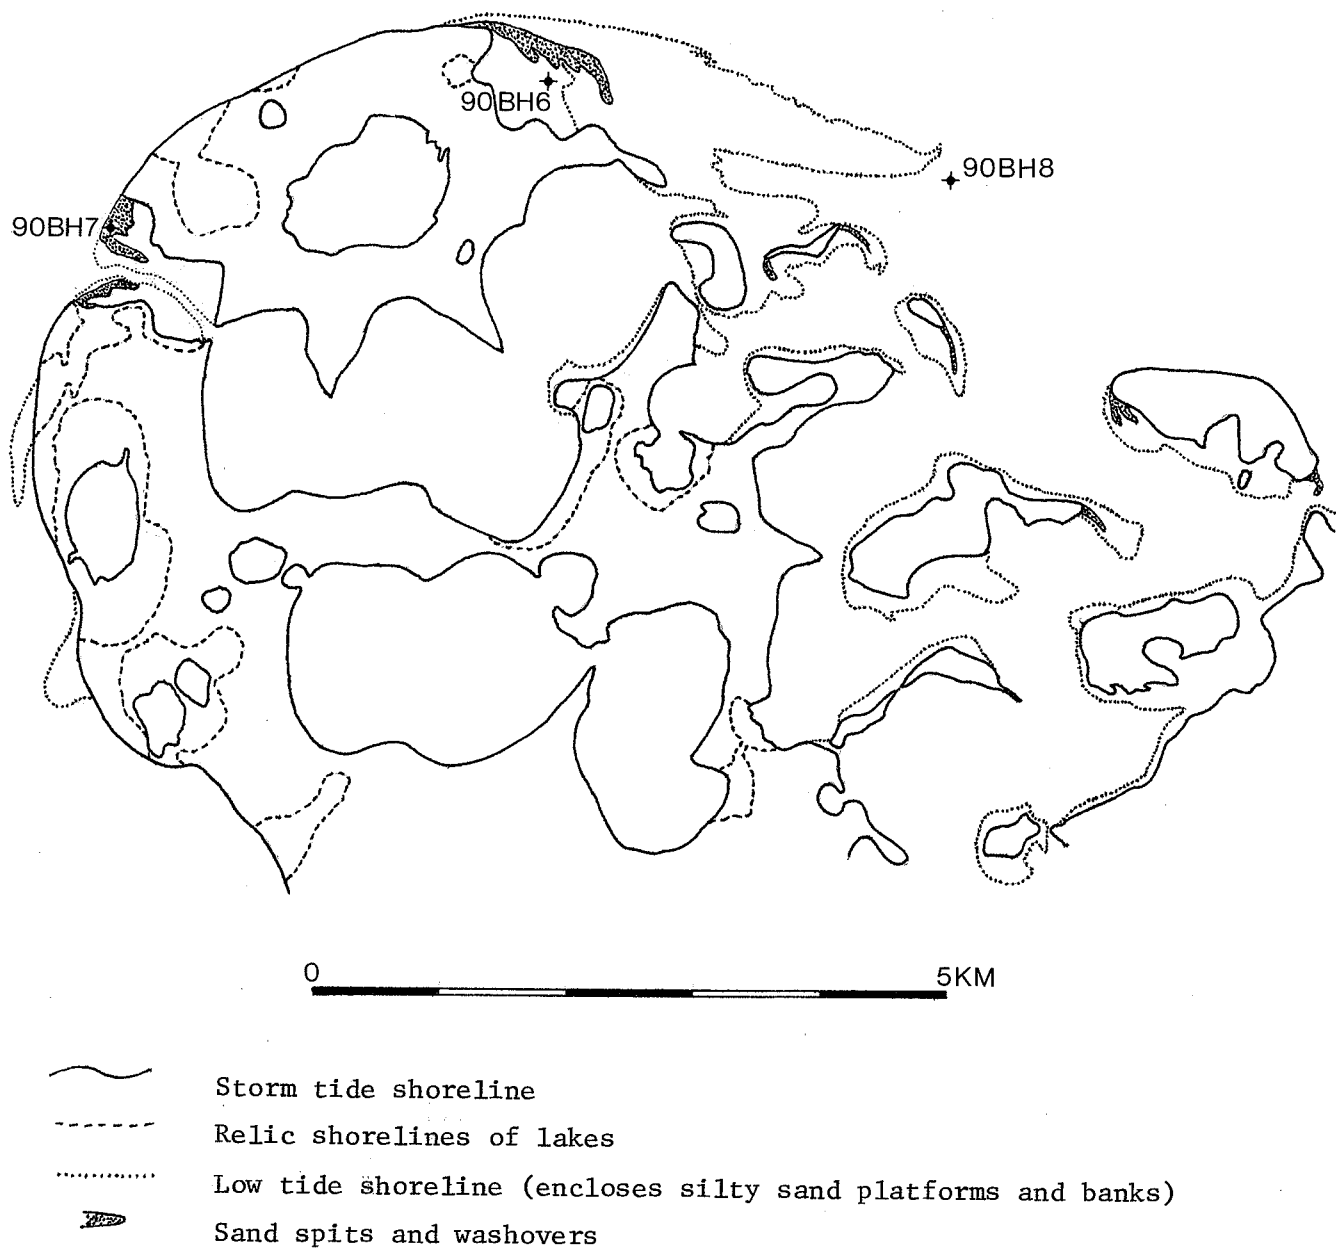 90BH6
90BH8
90BH7
0 5KM
Storm tide shoreline
Relic shorelines of lakes
Low tide shoreline (encloses silty sand platforms and banks)
Sand spits and washovers